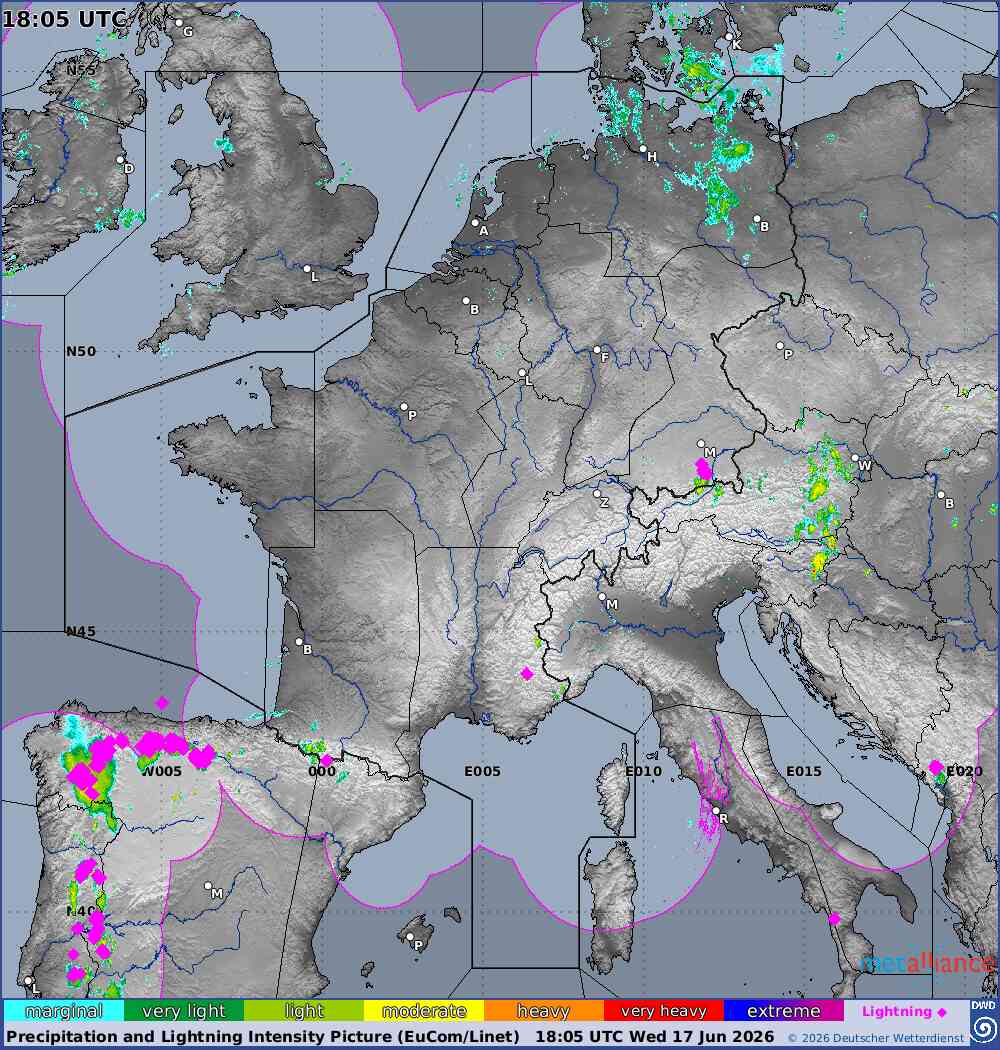 18:05 UTC
G
K
N55
H
D
A
B
L
B
N50
P
F
L
P
M
W
Z
B
M
N45
B
W005
000
E005
E010
E015
E020
R
M
N40
P
L
metalliance
marginal very light light moderate heavy very heavy extreme Lightning
DWD
Precipitation and Lightning Intensity Picture (EuCom/Linet) 18:05 UTC Wed 17 Jun 2026 © 2026 Deutscher Wetterdienst